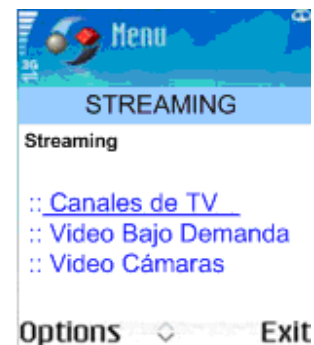 Menu
3G
STREAMING
Streaming
:: Canales de TV
:: Video Bajo Demanda
:: Video Cámaras
Options Exit